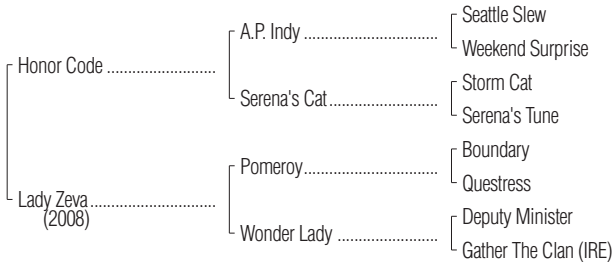 Seattle Slew
A.P. Indy ..............................
Weekend Surprise
Honor Code ........................
Storm Cat
Serena's Cat.........................
Serena's Tune
Boundary
Pomeroy..............................
Questress
Lady Zeva...........................
(2008)
Deputy Minister
Wonder Lady ......................
Gather The Clan (IRE)